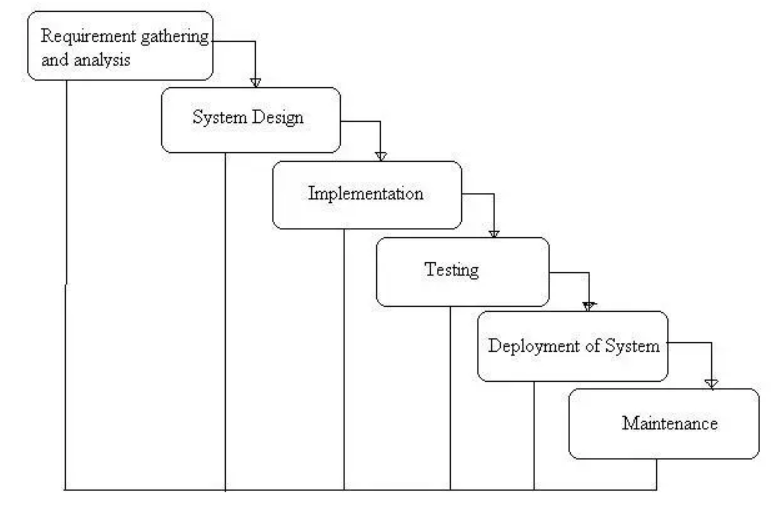 Requirement gathering
and analysis
System Design
Implementation
Testing
Deployment of System
Maintenance